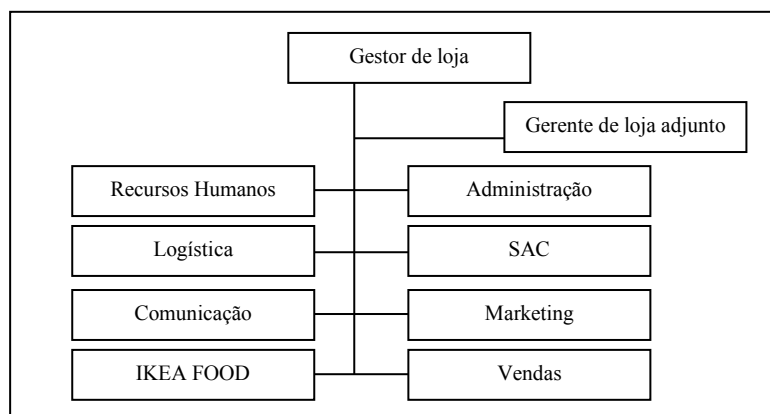 Gestor de loja
Gerente de loja adjunto
Recursos Humanos
Administração
Logística
SAC
Comunicação
Marketing
IKEA FOOD
Vendas